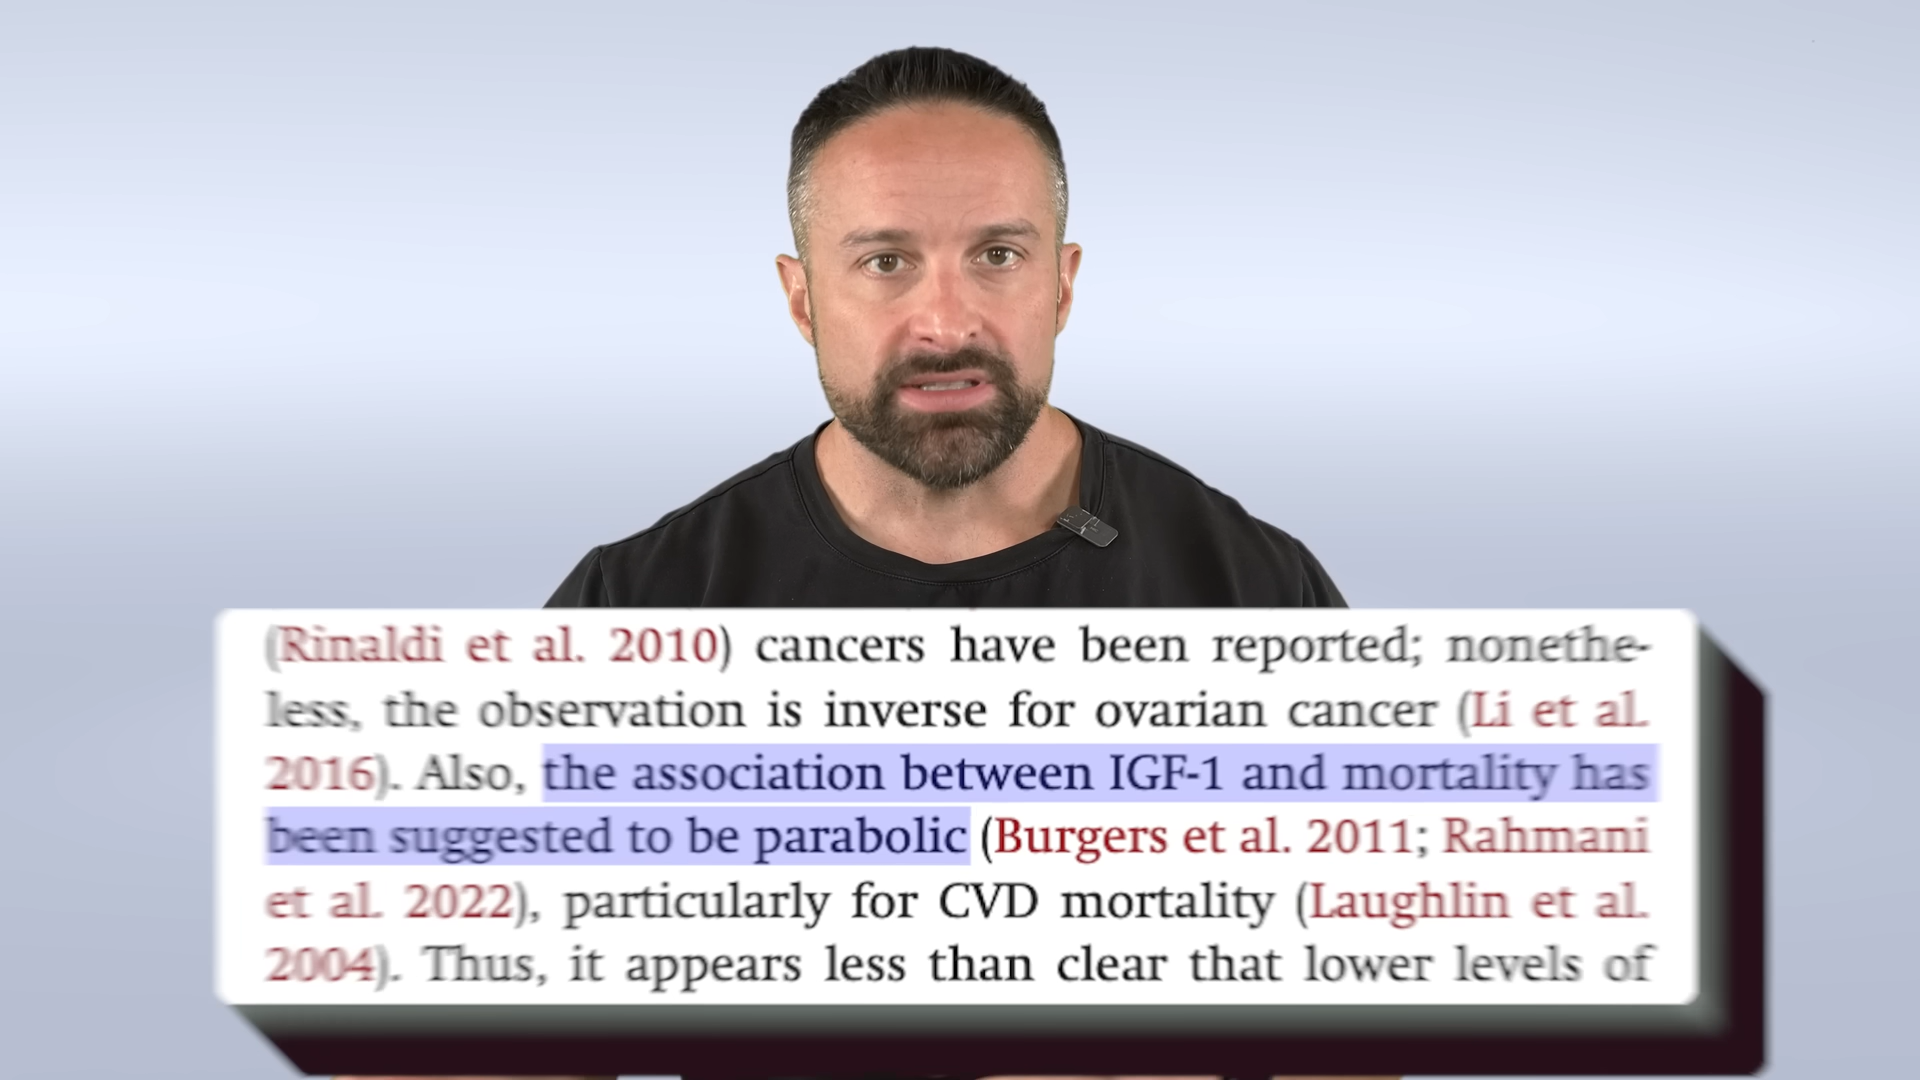 (Rinaldi et al. 2010) cancers have been reported; nonethe-
less, the observation is inverse for ovarian cancer (Li et al.
2016). Also, the association between IGF-1 and mortality has
been suggested to be parabolic (Burgers et al. 2011; Rahmani
et al. 2022), particularly for CVD mortality (Laughlin et al.
2004). Thus, it appears less than clear that lower levels of